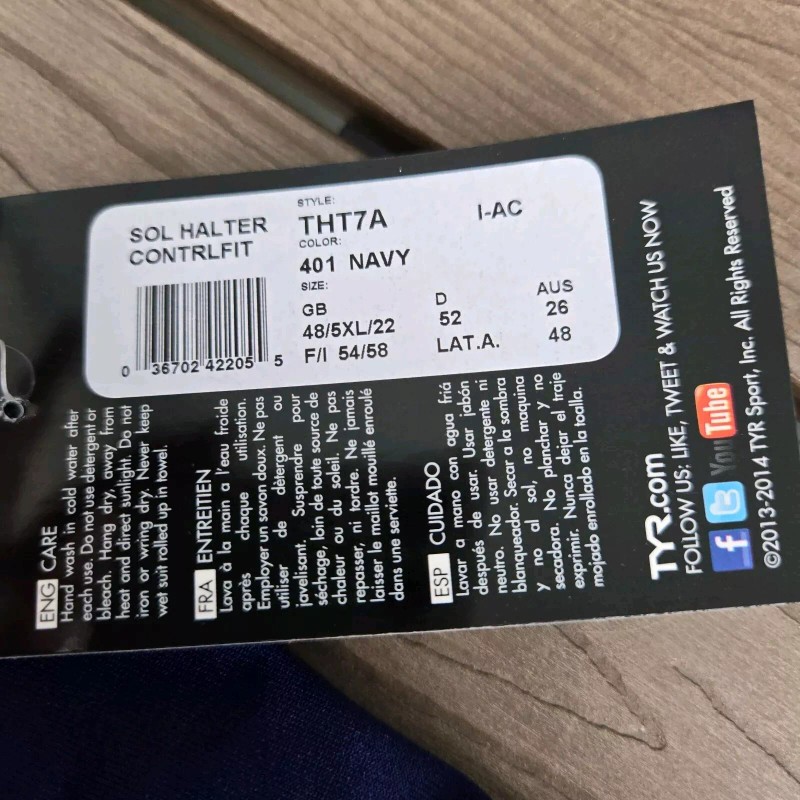 SOL HALTER
CONTRLFIT
0 36702 42205 5
STYLE:
THT7A
COLOR:
401 NAVY
SIZE:
GB
48/5XL/22
F/I 54/58
I-AC
D
52
LAT.A.
AUS
26
48
ENG CARE
Hand wash in cold water after
each use. Do not use detergent or
bleach. Hang dry, away from
heat and direct sunlight. Do not
iron or wring dry. Never keep
wet suit rolled up in towel.
FRA ENTRETIEN
Lava à la main a l'eau froide
après chaque utilisation.
Employer un savon doux. Ne pas
utiliser de détergent ou
javelisant. Susprendre pour
séchage, loin de toute source de
chaleur ou du soleil. Ne pas
repasser, ni tordre. Ne jamais
laisser le maillot mouillé enroulé
dans une serviette.
ESP CUIDADO
Lavar a mano con agua friá
después de usar. Usar jabón
neutro. No usar detergente ni
blanqueador. Secar a la sombra
y no al sol, no maquina
secadora. No planchar y no
exprimir. Nunca dejar el traje
mojado enrollado en la toalla.
TYR.com
FOLLOW US: LIKE, TWEET & WATCH US NOW
f YouTube
©2013-2014 TYR Sport, Inc. All Rights Reserved